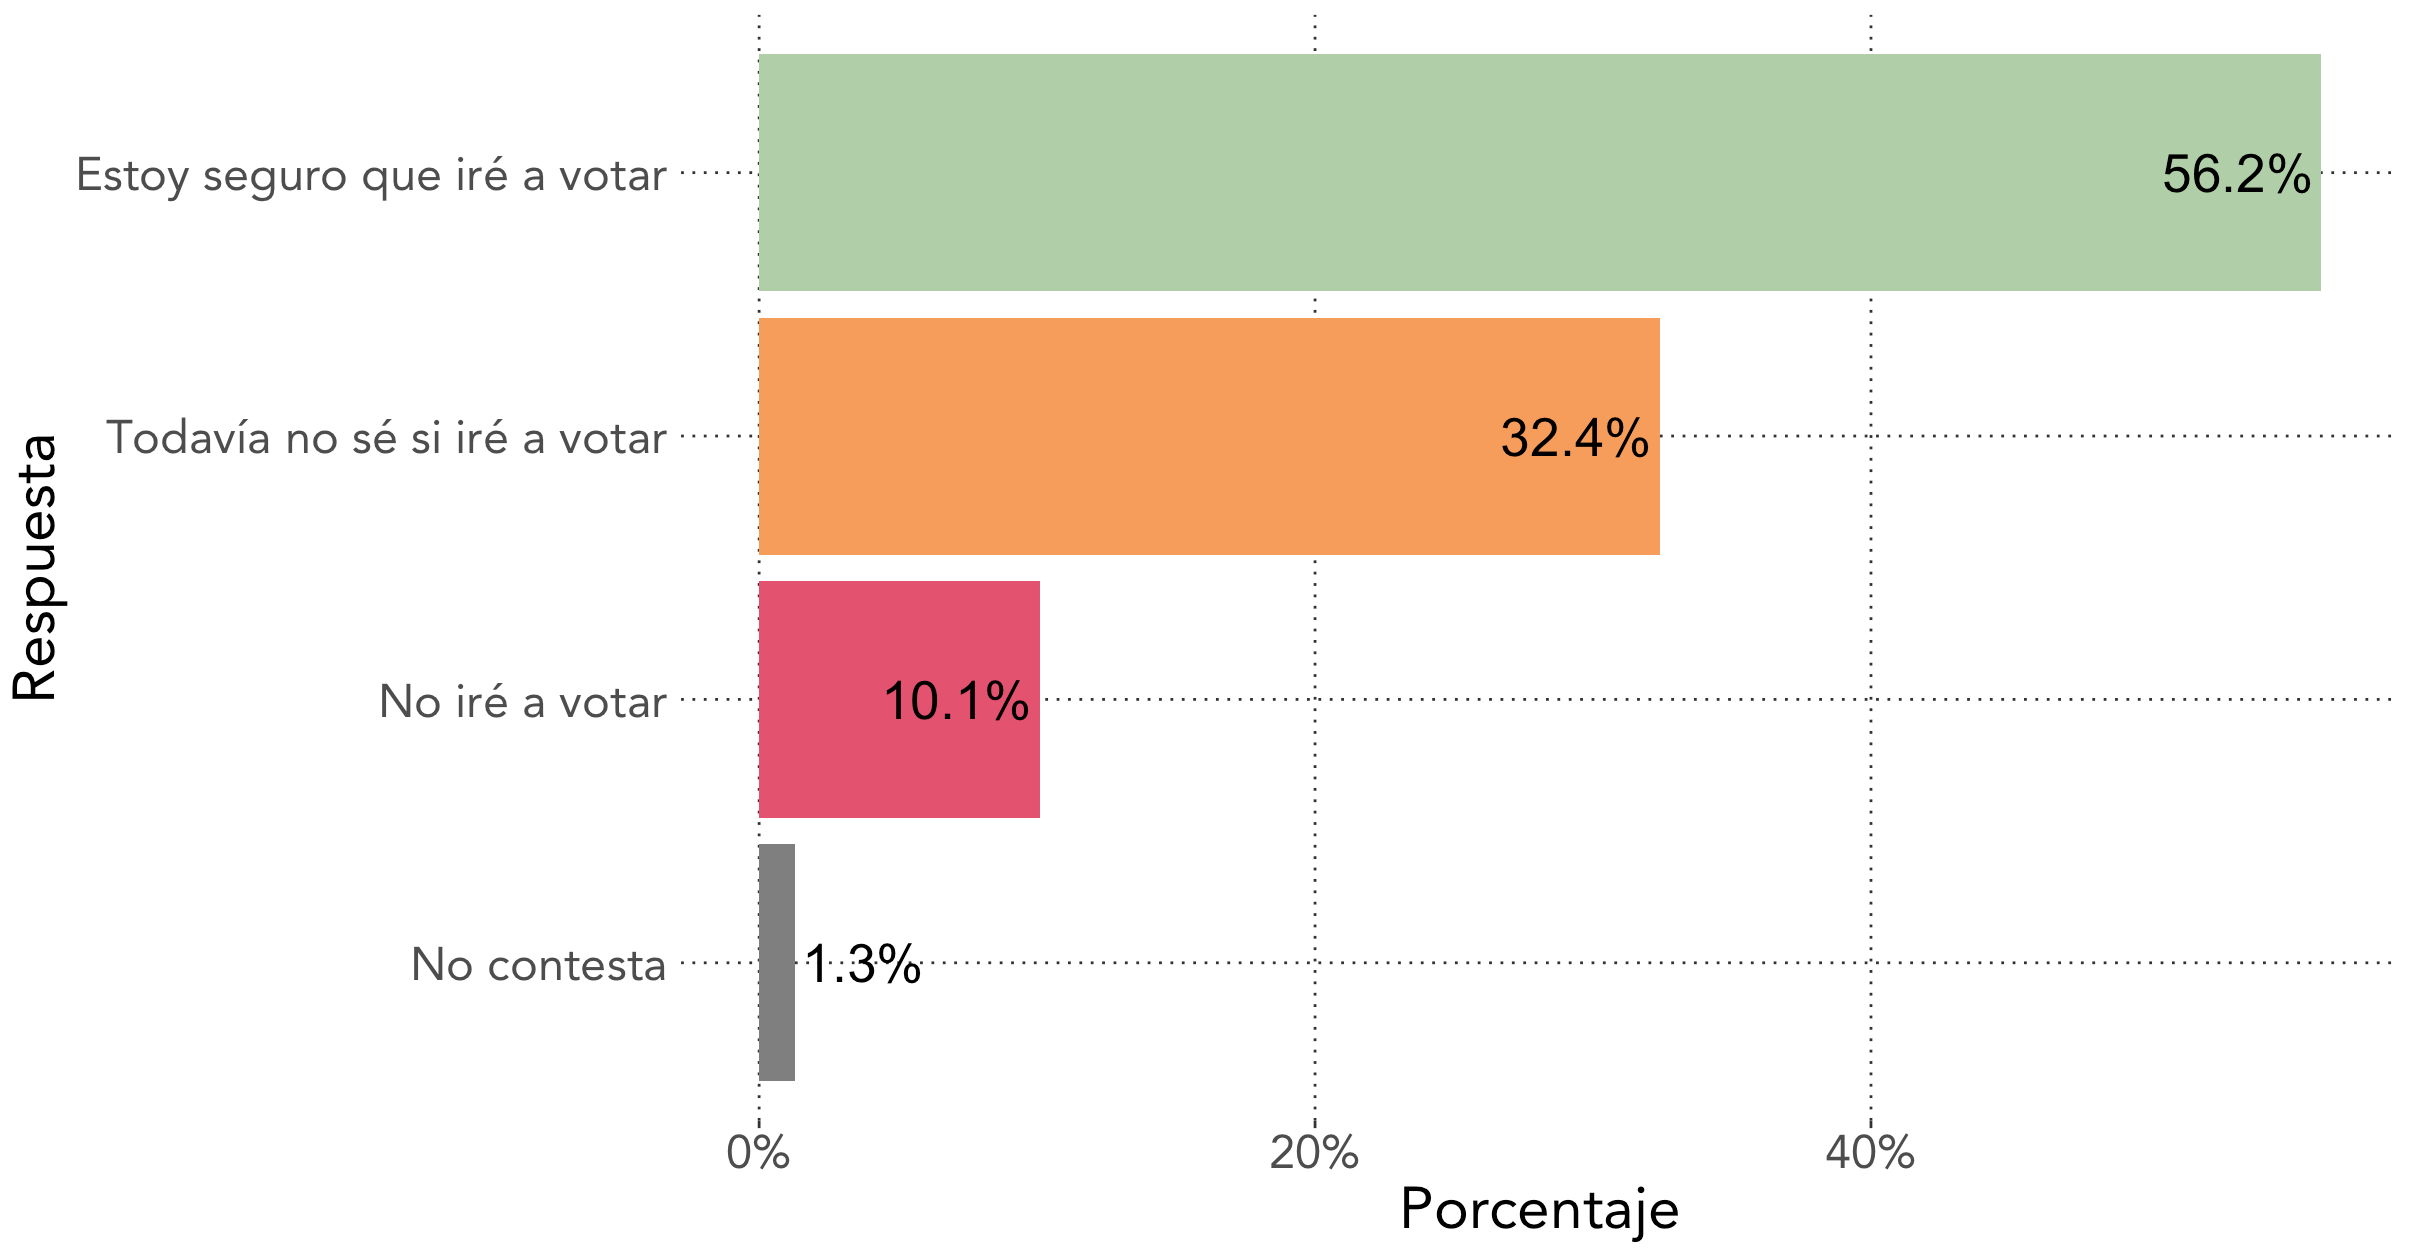 Respuesta
Estoy seguro que iré a votar
56.2%
Todavía no sé si iré a votar
32.4%
No iré a votar
10.1%
No contesta
1.3%
0%
20%
40%
Porcentaje